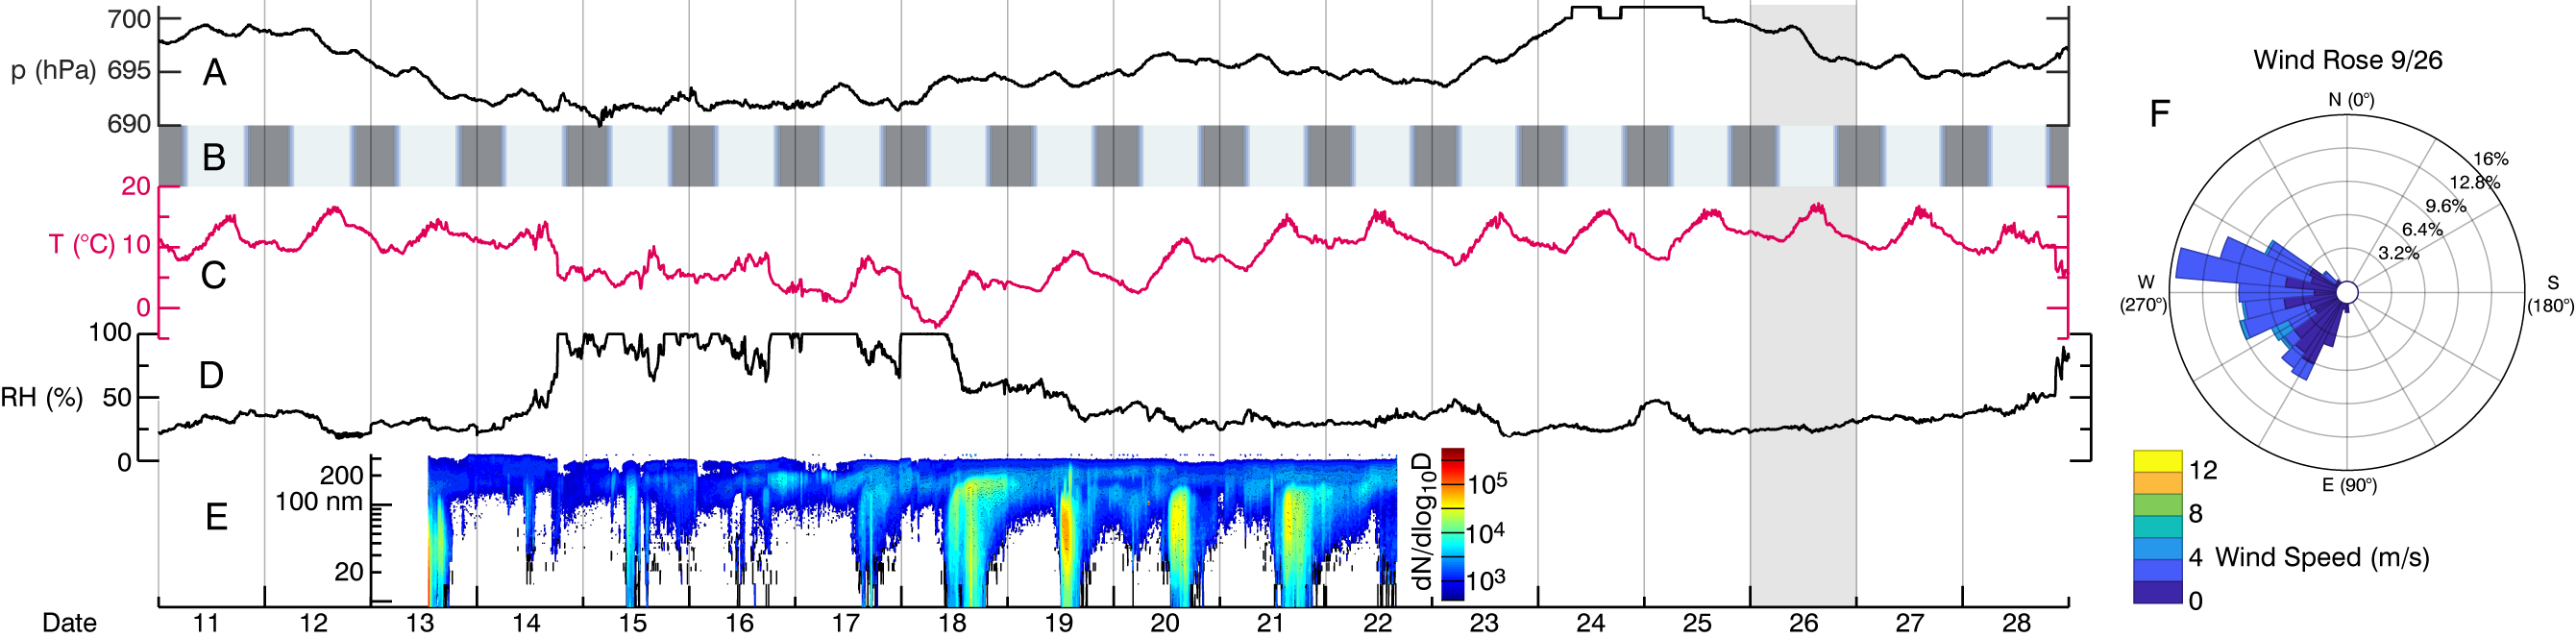 700
p (hPa) 695
690
A
B
20
T (°C) 10
0
C
100
RH (%) 50
0
D
200
100 nm
20
E
dN/dlog10D
10^5
10^4
10^3
Date 11 12 13 14 15 16 17 18 19 20 21 22 23 24 25 26 27 28
Wind Rose 9/26
F
N (0°)
16%
12.8%
9.6%
6.4%
3.2%
W
(270°)
S
(180°)
E (90°)
12
8
4
0
Wind Speed (m/s)